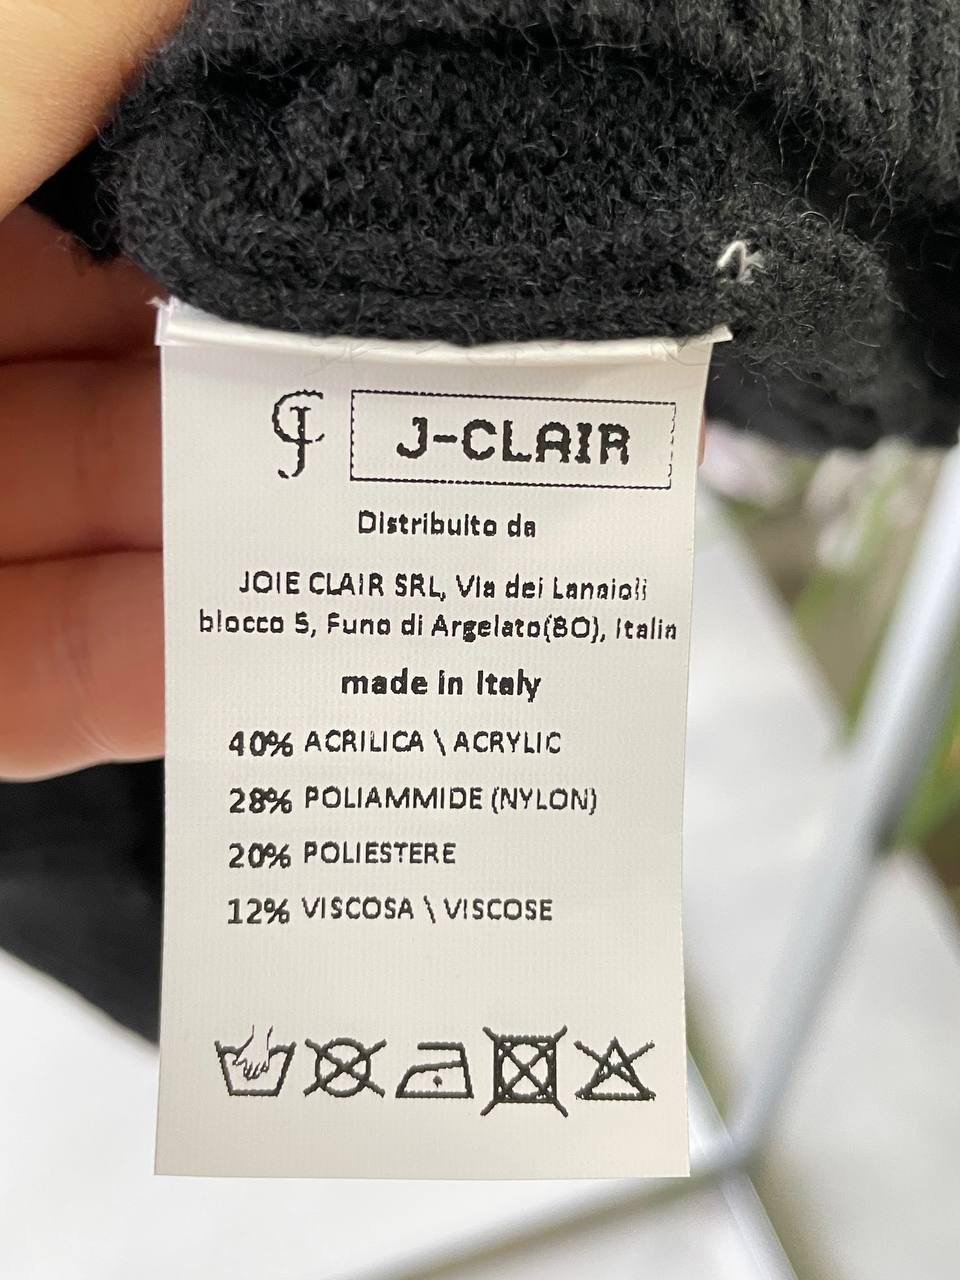 J-CLAIR
Distribuito da
JOIE CLAIR SRL, Via dei Lanaioli
blocco 5, Funo di Argelato(BO), Italia
made in Italy
40% ACRILICA \ ACRYLIC
28% POLIAMMIDE (NYLON)
20% POLIESTERE
12% VISCOSA \ VISCOSE